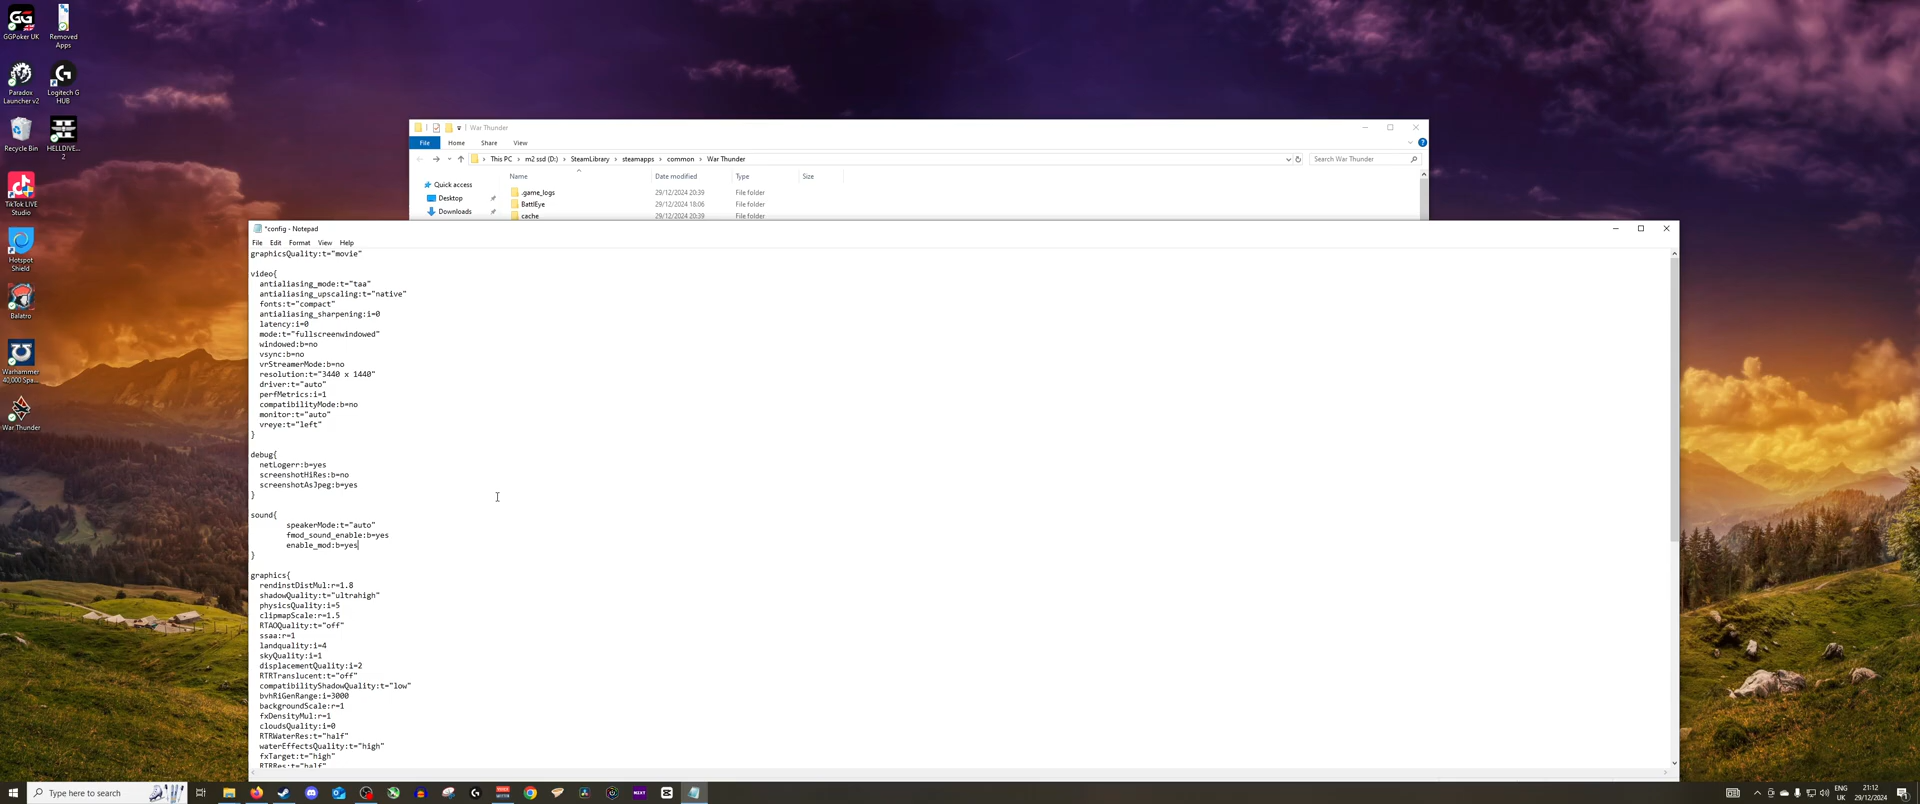 GGPoker UK
Removed Apps
Paradox Launcher v2
Logitech G HUB
Recycle Bin
HELLDIVE... 2
TikTok LIVE Studio
Hotspot Shield
Balatro
Warhammer 40,000 Spa...
War Thunder
War Thunder
File Home Share View
This PC > m2 ssd (D:) > SteamLibrary > steamapps > common > War Thunder
Search War Thunder
Name Date modified Type Size
Quick access
Desktop
Downloads
.game_logs 29/12/2024 20:39 File folder
BattlEye 29/12/2024 18:06 File folder
cache 29/12/2024 20:39 File folder
*config - Notepad
File Edit Format View Help
graphicsQuality:t="movie"
video{
antialiasing_mode:t="taa"
antialiasing_upscaling:t="native"
fonts:t="compact"
antialiasing_sharpening:i=0
latency:i=0
mode:t="fullscreenwindowed"
windowed:b=no
vsync:b=no
vrStreamerMode:b=no
resolution:t="3440 x 1440"
driver:t="auto"
perfMetrics:i=1
compatibilityMode:b=no
monitor:t="auto"
vreye:t="left"
}
debug{
netLogerr:b=yes
screenshotHiRes:b=no
screenshotAsJpeg:b=yes
}
sound{
speakerMode:t="auto"
fmod_sound_enable:b=yes
enable_mod:b=yes
}
graphics{
rendinstDistMul:r=1.8
shadowQuality:t="ultrahigh"
physicsQuality:i=5
clipmapScale:r=1.5
RTAOQuality:t="off"
ssaa:r=1
landquality:i=4
skyQuality:i=1
displacementQuality:i=2
RTRTranslucent:t="off"
compatibilityShadowQuality:t="low"
bvhRiGenRange:i=3000
backgroundScale:r=1
fxDensityMul:r=1
cloudsQuality:i=0
RTRWaterRes:t="half"
waterEffectsQuality:t="high"
fxTarget:t="high"
RTRRes:t="half"
Type here to search
NEXT
ENG
UK
21:12
29/12/2024